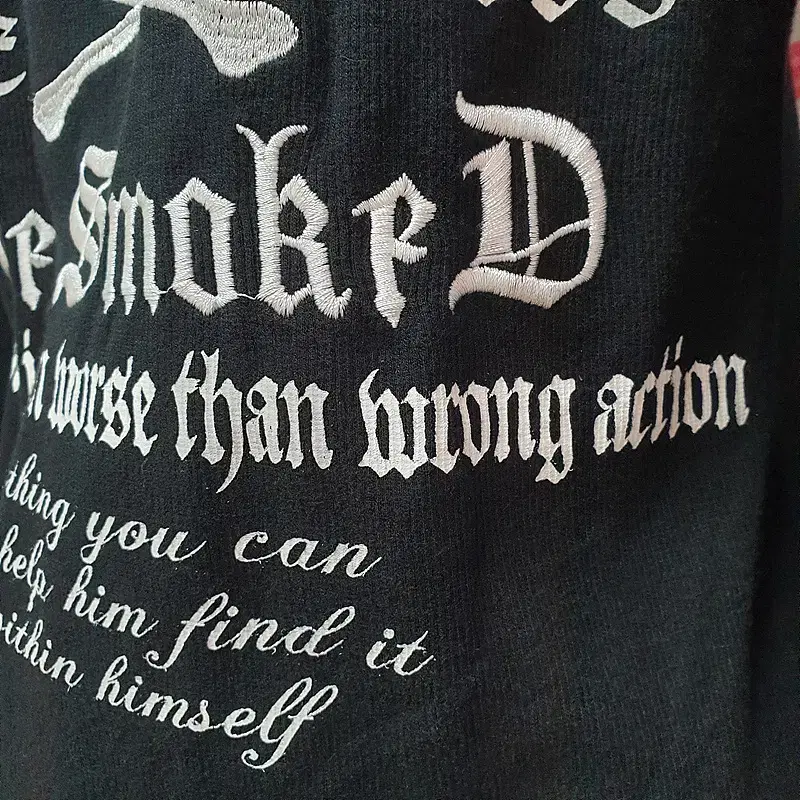 SmokeD
worse than wrong action
thing you can
help him find it
within himself